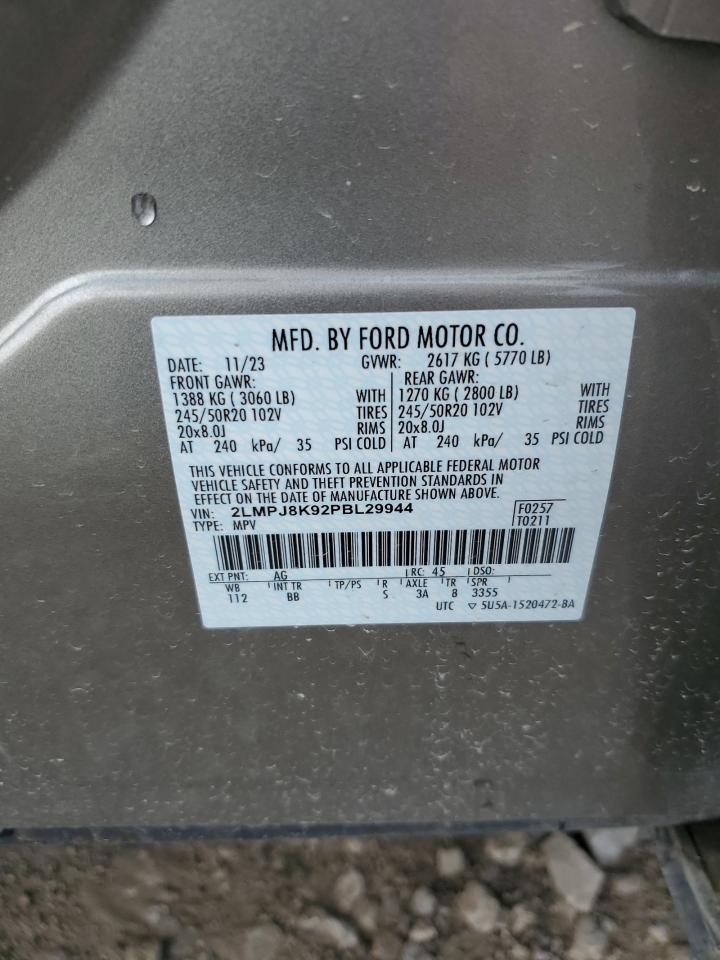 MFD. BY FORD MOTOR CO.
DATE: 11/23 GVWR: 2617 KG ( 5770 LB)
FRONT GAWR: REAR GAWR:
1388 KG ( 3060 LB) WITH 1270 KG ( 2800 LB) WITH
245/50R20 102V TIRES 245/50R20 102V TIRES
20x8.0J RIMS 20x8.0J RIMS
AT 240 kPa/ 35 PSI COLD AT 240 kPa/ 35 PSI COLD
THIS VEHICLE CONFORMS TO ALL APPLICABLE FEDERAL MOTOR
VEHICLE SAFETY AND THEFT PREVENTION STANDARDS IN
EFFECT ON THE DATE OF MANUFACTURE SHOWN ABOVE.
VIN: 2LMPJ8K92PBL29944 F0257
TYPE: MPV T0211
EXT PNT: AG RC: 45 DSO:
WB INT TR TP/PS R AXLE TR SPR
112 BB S 3A 8 3355
UTC ▽ 5U5A-1520472-BA